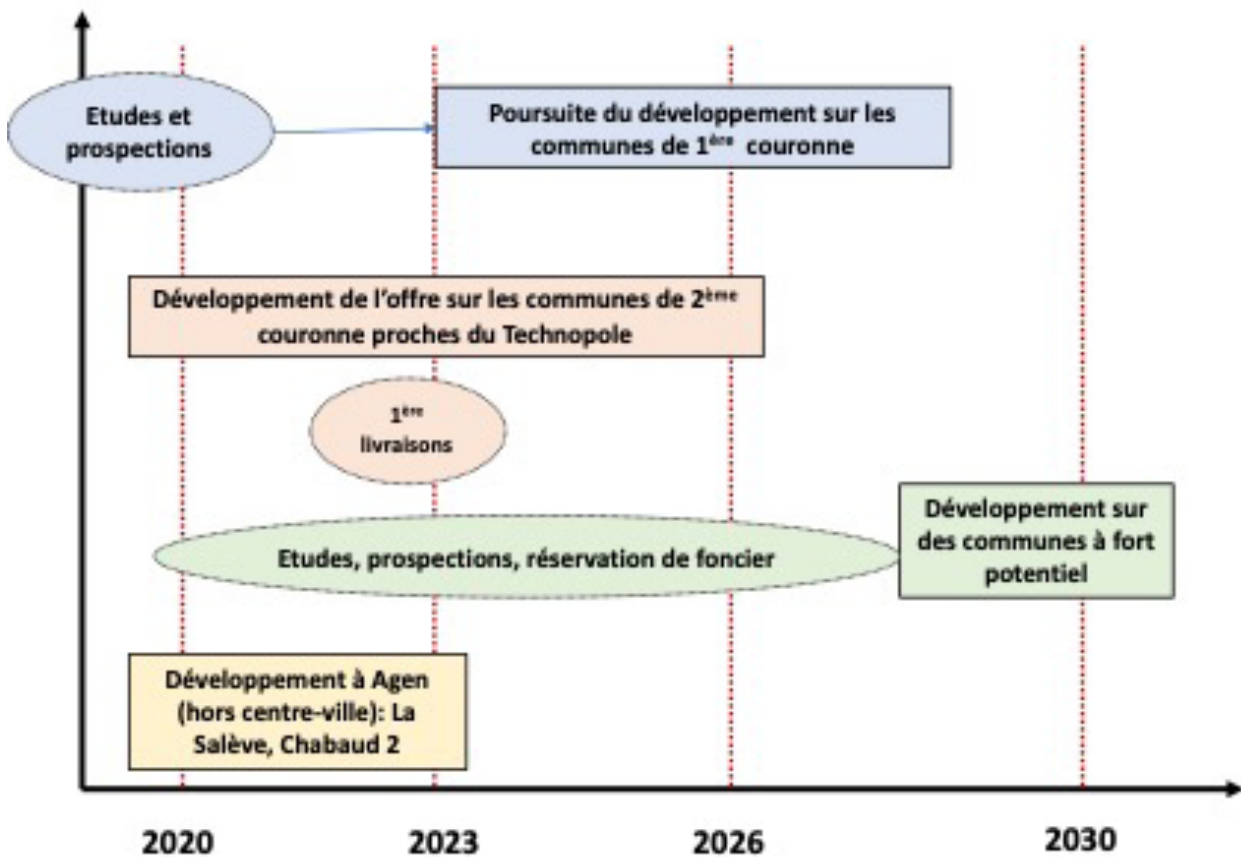 Etudes et
prospections
Poursuite du développement sur les
communes de 1ère couronne
Développement de l'offre sur les communes de 2ème
couronne proches du Technopole
1ère
livraisons
Etudes, prospections, réservation de foncier
Développement sur
des communes à fort
potentiel
Développement à Agen
(hors centre-ville): La
Salève, Chabaud 2
2020
2023
2026
2030